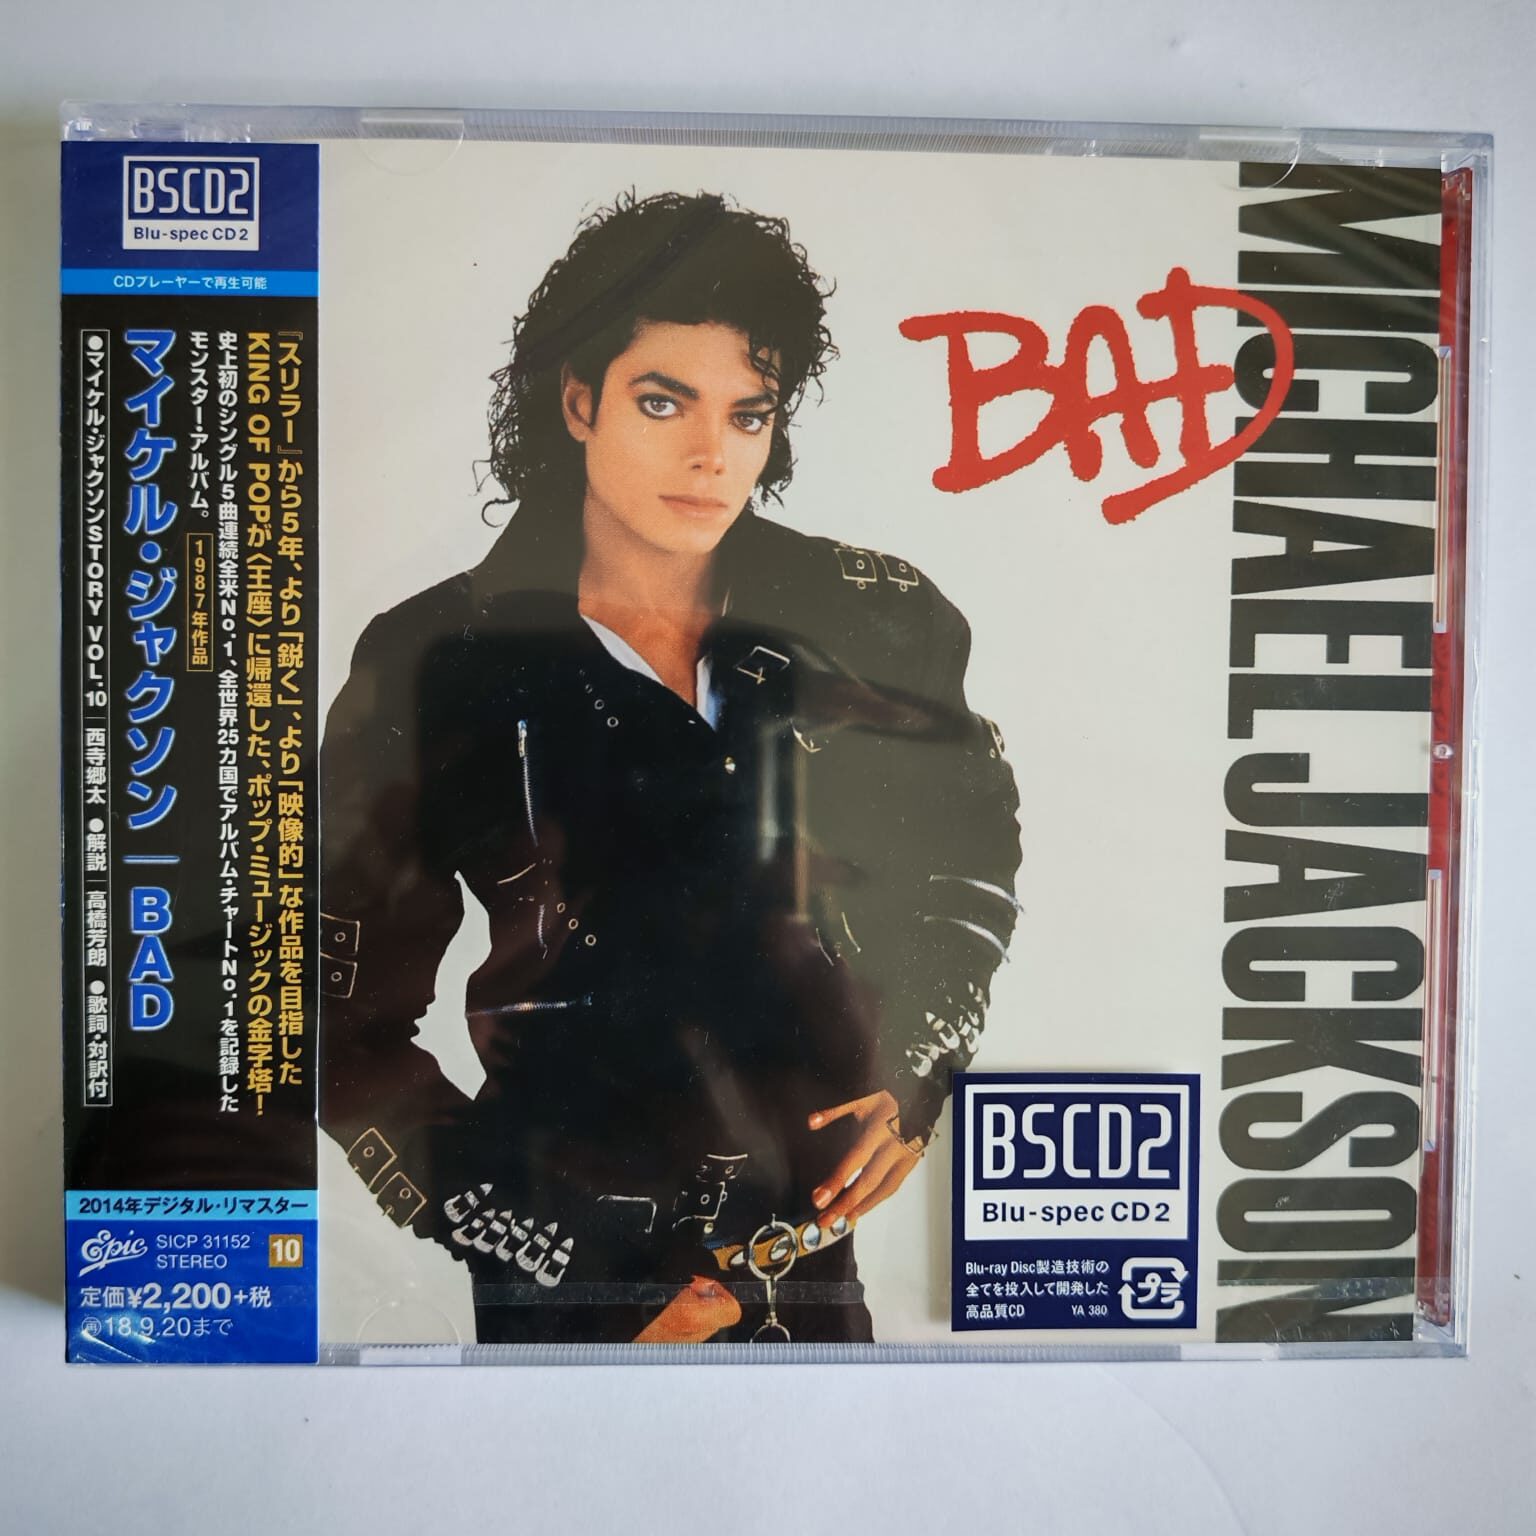 BSCD2
Blu-spec CD2
CDプレーヤーで再生可能
『スリラー』から5年、より「鋭く」、より「映像的」な作品を目指した
KING OF POPが〈王座〉に帰還した、ポップ・ミュージックの金字塔!
史上初のシングル5曲連続全米No.1、全世界25カ国でアルバム・チャートNo.1を記録した
モンスター・アルバム。
1987年作品
マイケル・ジャクソン｜BAD
●マイケル・ジャクソンSTORY VOL.10｜西寺郷太 ●解説｜高橋芳朗 ●歌詞・対訳付
2014年デジタル・リマスター
Epic
SICP 31152
STEREO
10
定価¥2,200+税
再18.9.20まで
BAD
MICHAEL JACKSON
BSCD2
Blu-spec CD2
Blu-ray Disc製造技術の
全てを投入して開発した
高品質CD YA 380
プラ